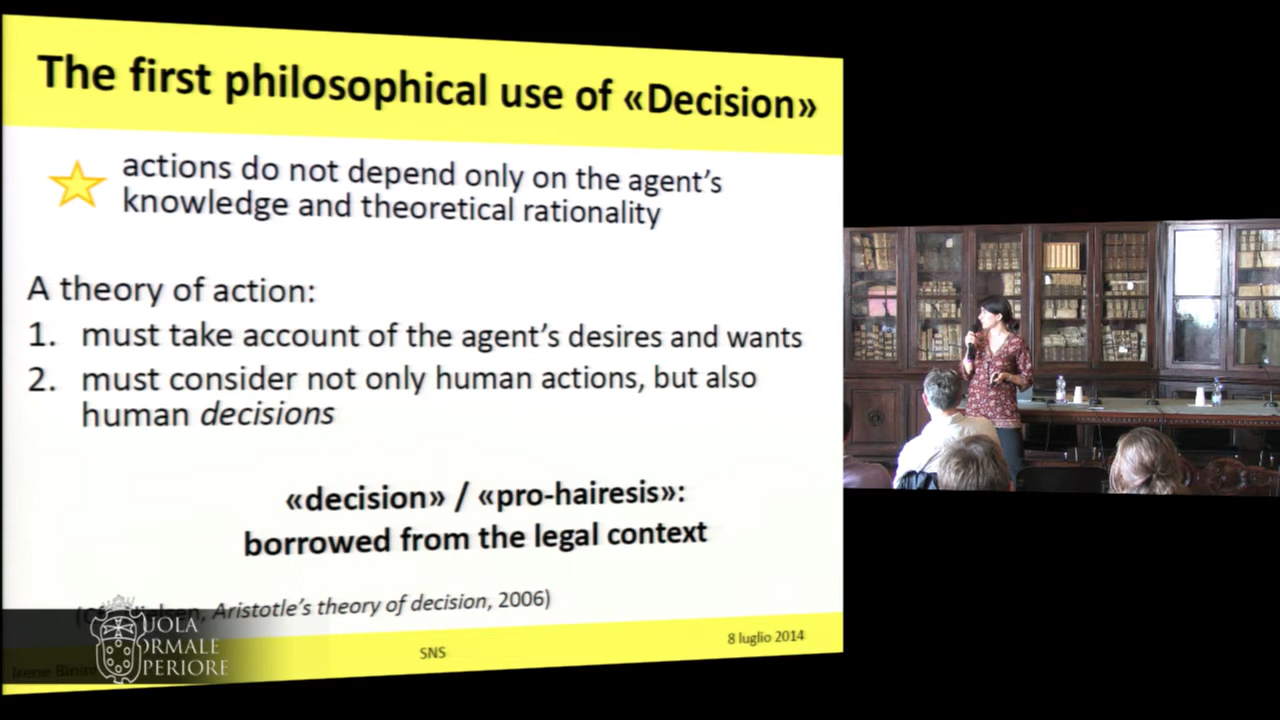 The first philosophical use of «Decision»
actions do not depend only on the agent's
knowledge and theoretical rationality
A theory of action:
1. must take account of the agent's desires and wants
2. must consider not only human actions, but also
human decisions
«decision» / «pro-hairesis»:
borrowed from the legal context
Aristotle's theory of decision, 2006)
UOLA
ORMALE
PERIORE
Irene
SNS
8 luglio 2014